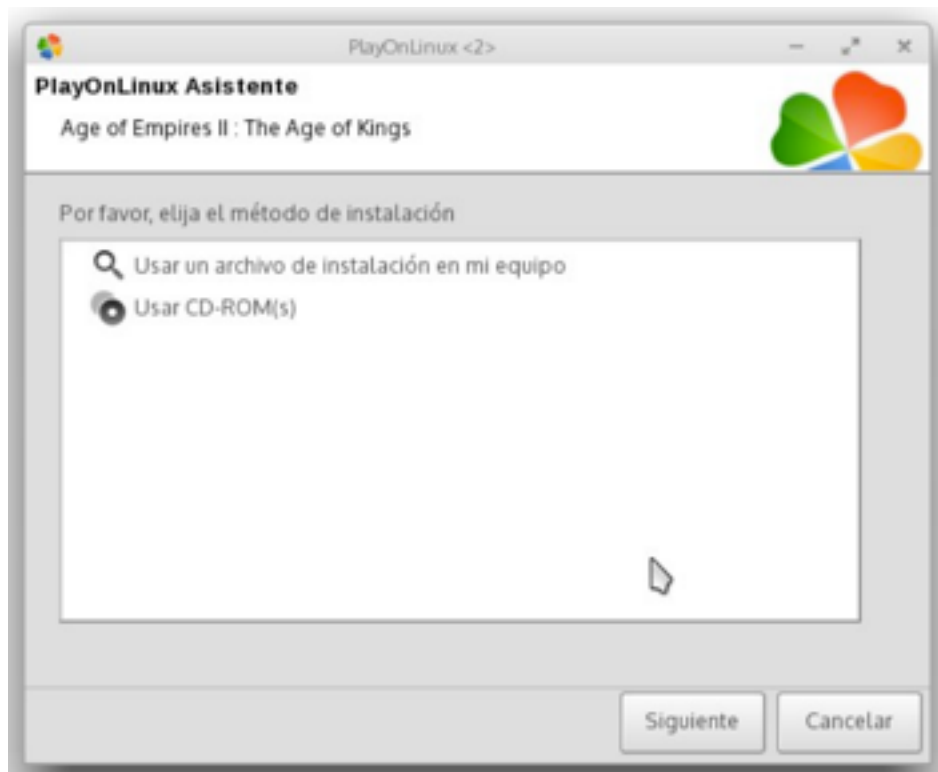 PlayOnLinux <2>
PlayOnLinux Asistente
Age of Empires II : The Age of Kings
Por favor, elija el método de instalación
Usar un archivo de instalación en mi equipo
Usar CD-ROM(s)
Siguiente
Cancelar